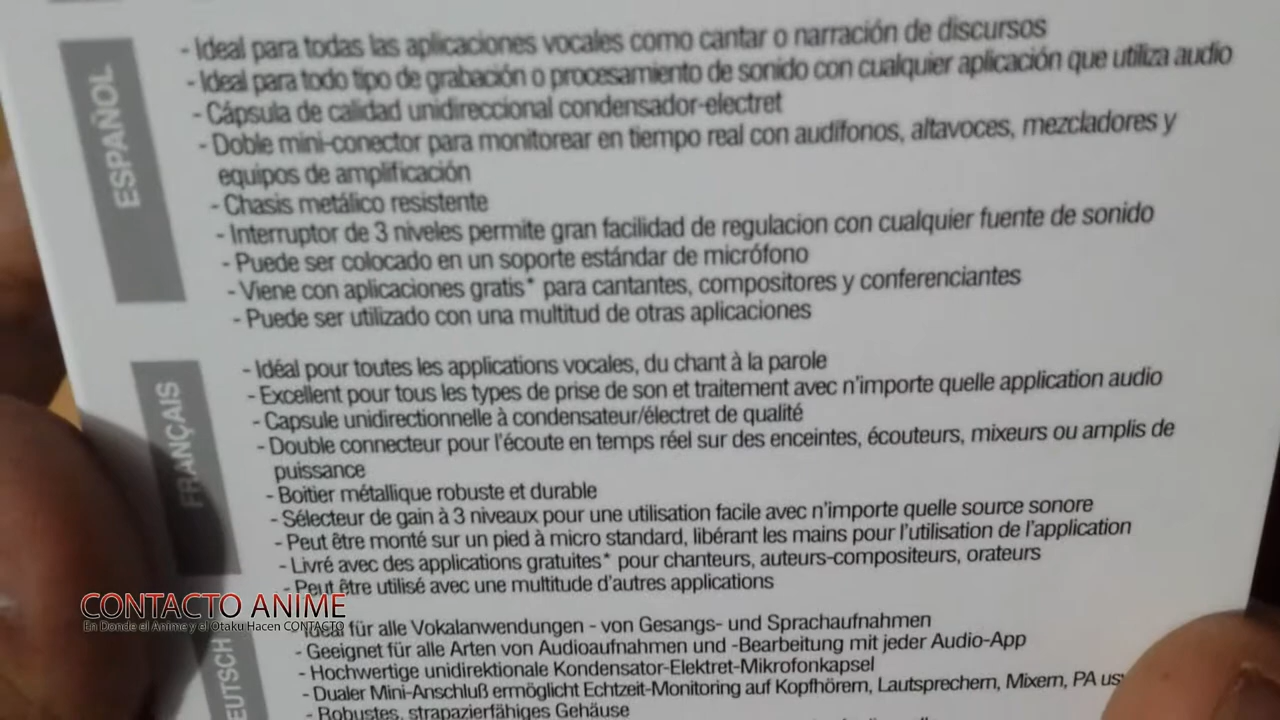 ESPAÑOL
- Ideal para todas las aplicaciones vocales como cantar o narración de discursos
- Ideal para todo tipo de grabación o procesamiento de sonido con cualquier aplicación que utiliza audio
- Cápsula de calidad unidireccional condensador-electret
- Doble mini-conector para monitorear en tiempo real con audífonos, altavoces, mezcladores y
equipos de amplificación
- Chasis metálico resistente
- Interruptor de 3 niveles permite gran facilidad de regulacion con cualquier fuente de sonido
- Puede ser colocado en un soporte estándar de micrófono
- Viene con aplicaciones gratis* para cantantes, compositores y conferenciantes
- Puede ser utilizado con una multitud de otras aplicaciones
FRANÇAIS
- Idéal pour toutes les applications vocales, du chant à la parole
- Excellent pour tous les types de prise de son et traitement avec n'importe quelle application audio
- Capsule unidirectionnelle à condensateur/électret de qualité
- Double connecteur pour l'écoute en temps réel sur des enceintes, écouteurs, mixeurs ou amplis de
puissance
- Boitier métallique robuste et durable
- Sélecteur de gain à 3 niveaux pour une utilisation facile avec n'importe quelle source sonore
- Peut être monté sur un pied à micro standard, libérant les mains pour l'utilisation de l'application
- Livré avec des applications gratuites* pour chanteurs, auteurs-compositeurs, orateurs
- Peut être utilisé avec une multitude d'autres applications
CONTACTO ANIME
En Donde el Anime y el Otaku Hacen CONTACTO
EUTSCH
Ideal für alle Vokalanwendungen - von Gesangs- und Sprachaufnahmen
- Geeignet für alle Arten von Audioaufnahmen und -Bearbeitung mit jeder Audio-App
- Hochwertige unidirektionale Kondensator-Elektret-Mikrofonkapsel
- Dualer Mini-Anschluß ermöglicht Echtzeit-Monitoring auf Kopfhörern, Lautsprechern, Mixern, PA us
- Robustes, strapazierfähiges Gehäuse